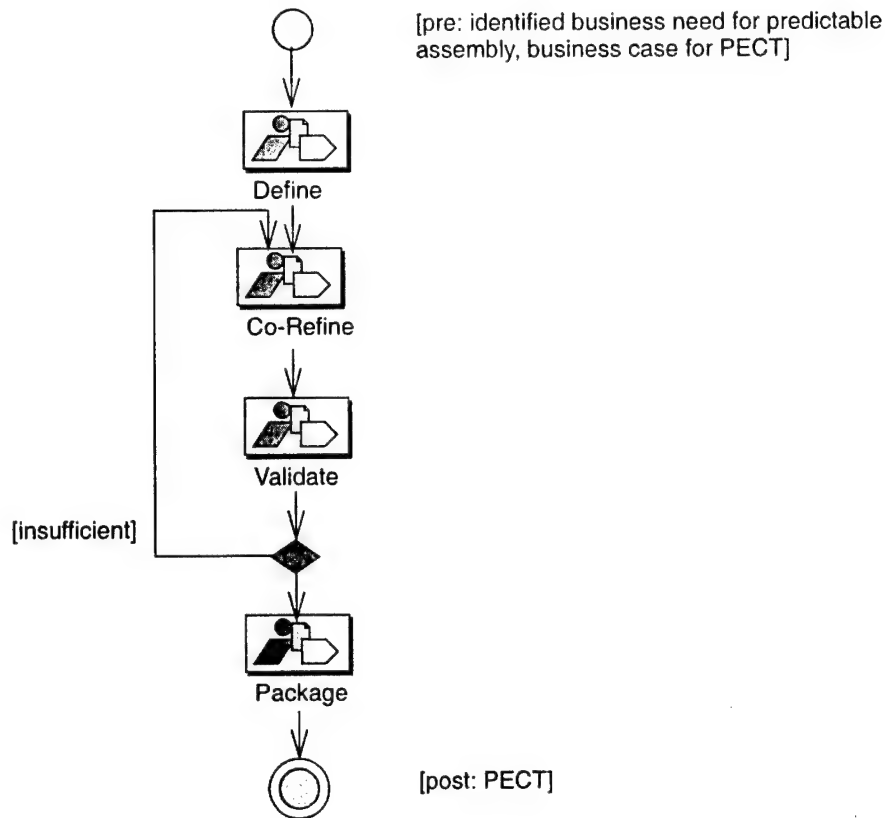 [pre: identified business need for predictable
assembly, business case for PECT]
Define
Co-Refine
Validate
[insufficient]
Package
[post: PECT]